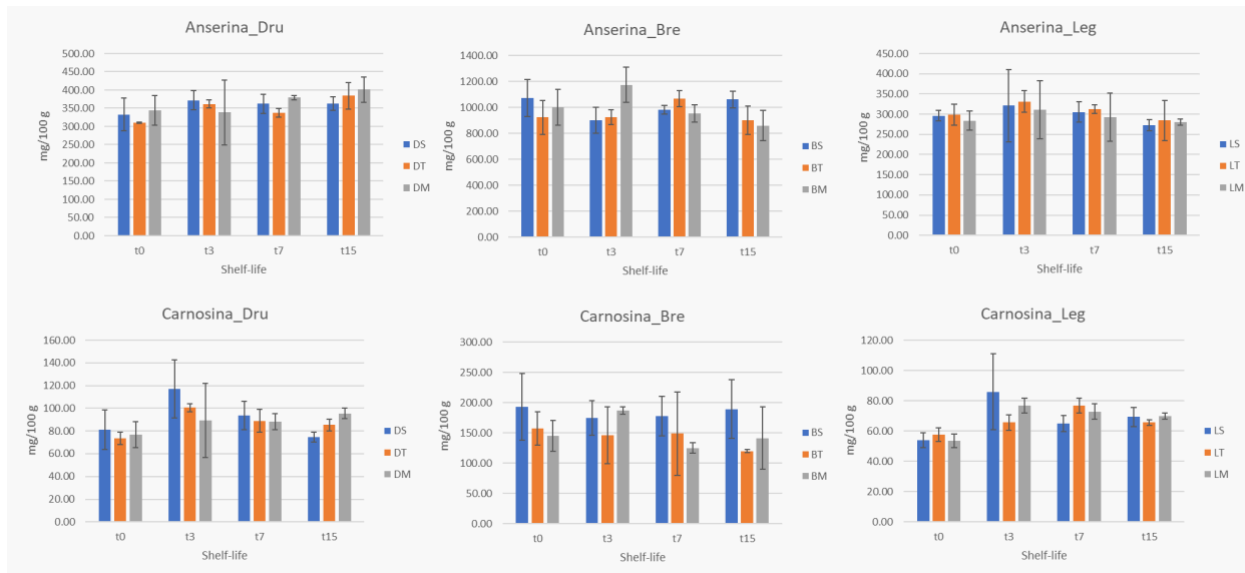 Anserina_Dru
500.00
450.00
400.00
350.00
300.00
250.00
200.00
150.00
100.00
50.00
0.00
mg/100 g
t0 t3 t7 t15
Shelf-life
DS
DT
DM
Anserina_Bre
1400.00
1200.00
1000.00
800.00
600.00
400.00
200.00
0.00
mg/100 g
t0 t3 t7 t15
Shelf-life
BS
BT
BM
Anserina_Leg
450.00
400.00
350.00
300.00
250.00
200.00
150.00
100.00
50.00
0.00
mg/100 g
t0 t3 t7 t15
Shelf-life
LS
LT
LM
Carnosina_Dru
160.00
140.00
120.00
100.00
80.00
60.00
40.00
20.00
0.00
mg/100 g
t0 t3 t7 t15
Shelf-life
DS
DT
DM
Carnosina_Bre
300.00
250.00
200.00
150.00
100.00
50.00
0.00
mg/100 g
t0 t3 t7 t15
Shelf-life
BS
BT
BM
Carnosina_Leg
120.00
100.00
80.00
60.00
40.00
20.00
0.00
mg/100 g
t0 t3 t7 t15
Shelf-life
LS
LT
LM